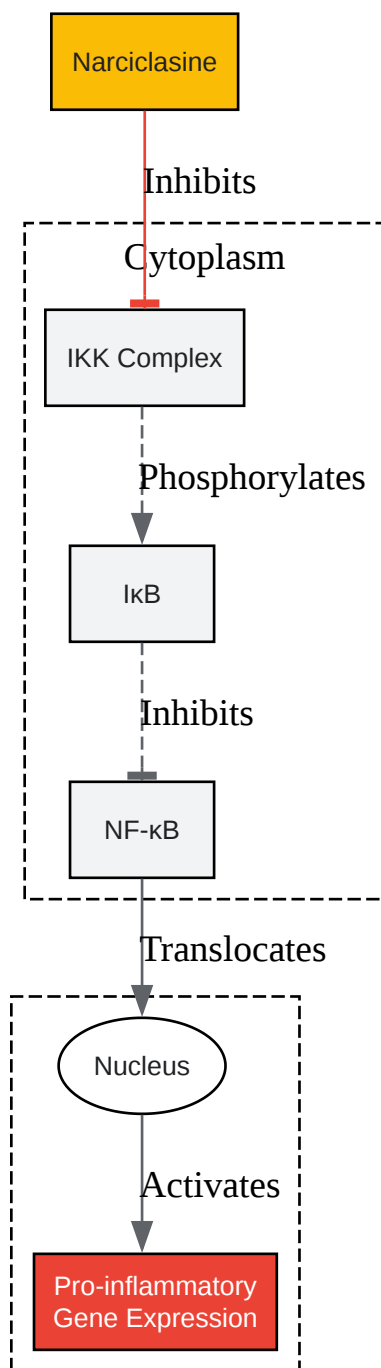 Narciclasine
Inhibits
Cytoplasm
IKK Complex
Phosphorylates
IκB
Inhibits
NF-κB
Translocates
Nucleus
Activates
Pro-inflammatory
Gene Expression